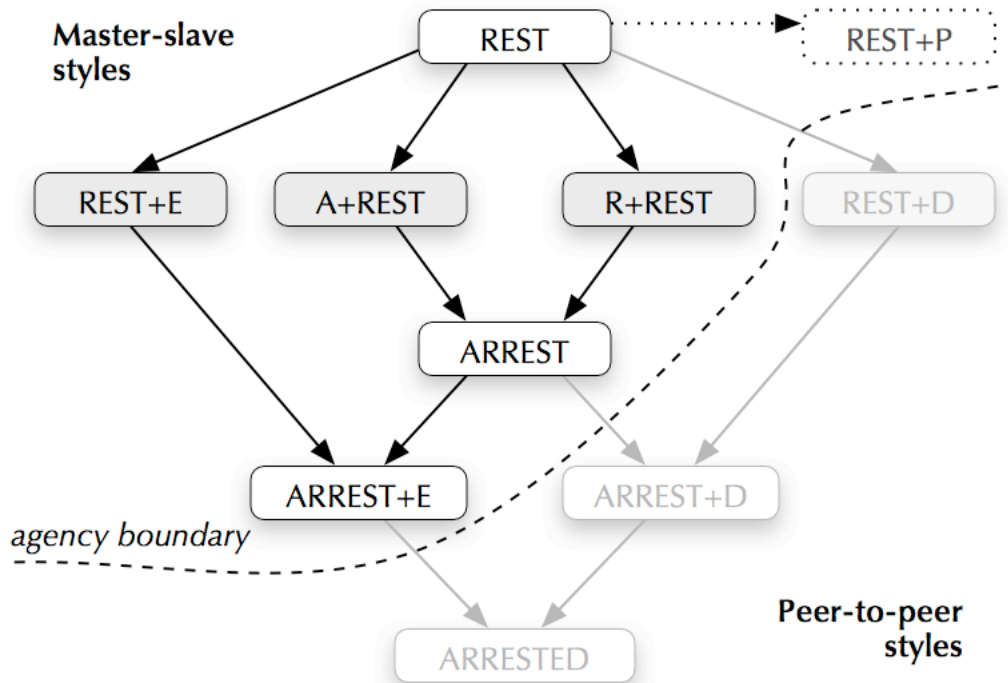 Master-slave
styles
REST
REST+P
REST+E
A+REST
R+REST
REST+D
ARREST
ARREST+E
ARREST+D
agency boundary
ARRESTED
Peer-to-peer
styles